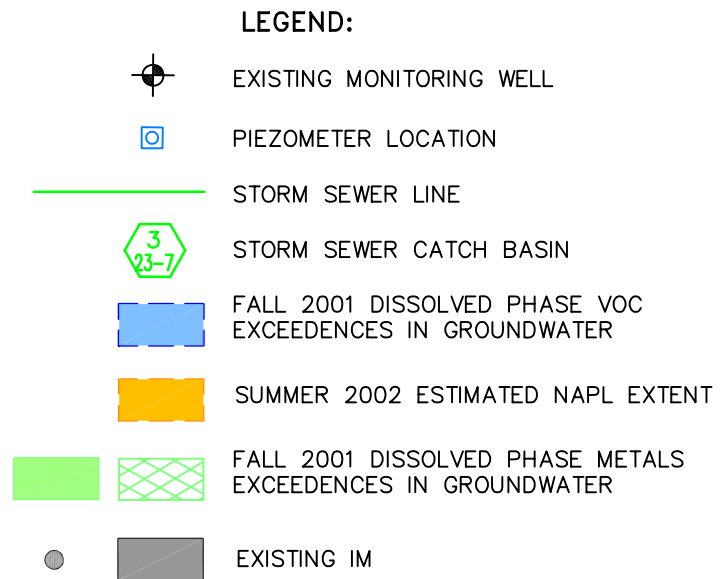 LEGEND:
EXISTING MONITORING WELL
PIEZOMETER LOCATION
STORM SEWER LINE
3
23-7
STORM SEWER CATCH BASIN
FALL 2001 DISSOLVED PHASE VOC
EXCEEDENCES IN GROUNDWATER
SUMMER 2002 ESTIMATED NAPL EXTENT
FALL 2001 DISSOLVED PHASE METALS
EXCEEDENCES IN GROUNDWATER
EXISTING IM